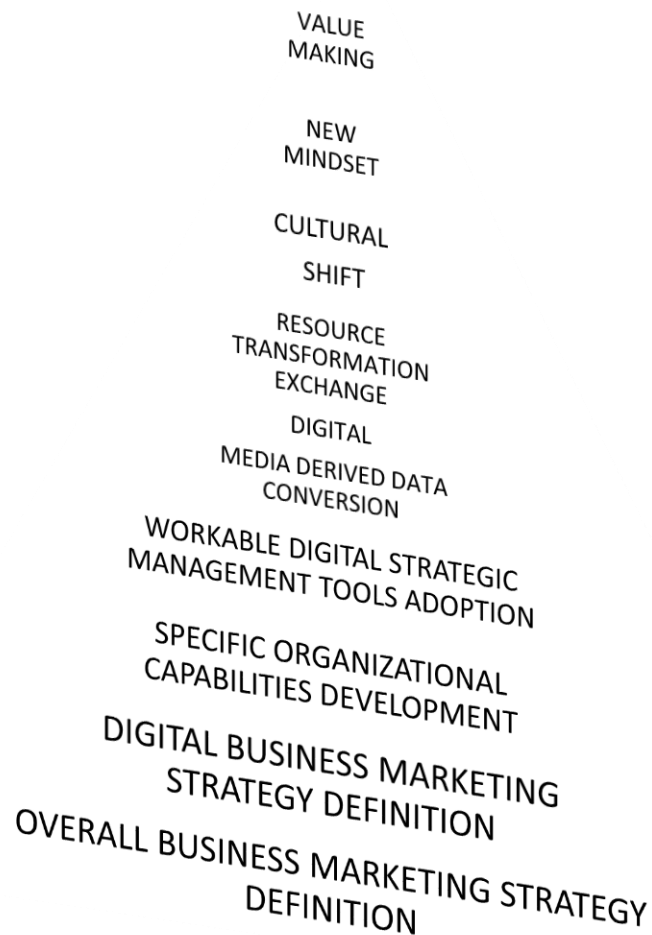 VALUE
MAKING
NEW
MINDSET
CULTURAL
SHIFT
RESOURCE
TRANSFORMATION
EXCHANGE
DIGITAL
MEDIA DERIVED DATA
CONVERSION
WORKABLE DIGITAL STRATEGIC
MANAGEMENT TOOLS ADOPTION
SPECIFIC ORGANIZATIONAL
CAPABILITIES DEVELOPMENT
DIGITAL BUSINESS MARKETING
STRATEGY DEFINITION
OVERALL BUSINESS MARKETING STRATEGY
DEFINITION